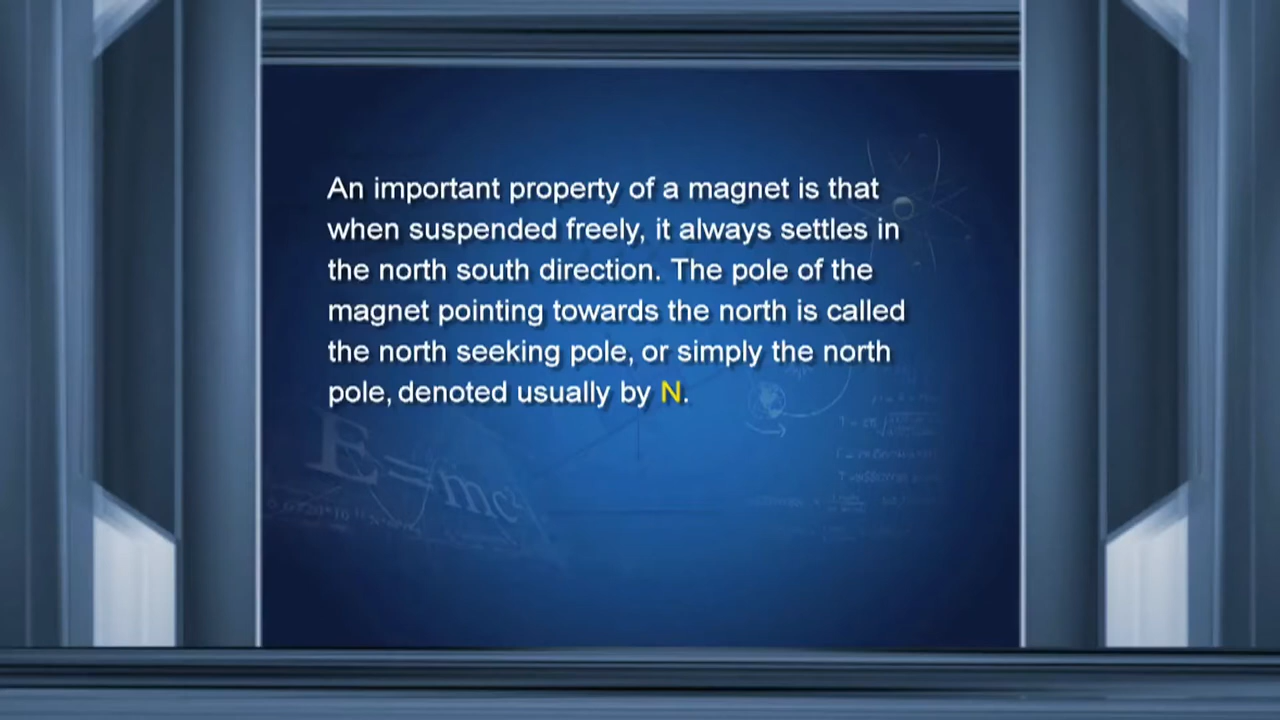 An important property of a magnet is that
when suspended freely, it always settles in
the north south direction. The pole of the
magnet pointing towards the north is called
the north seeking pole, or simply the north
pole, denoted usually by N.
E=mc²